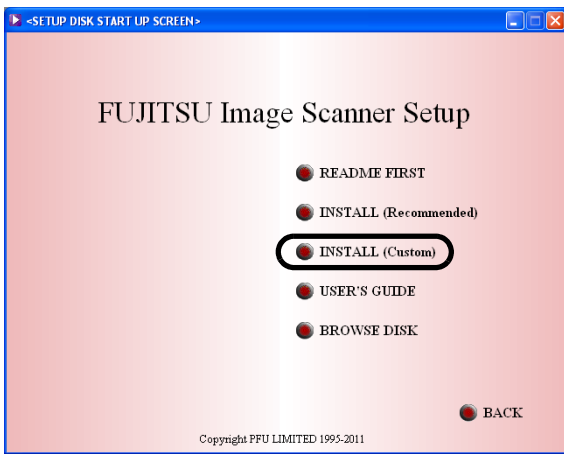 <SETUP DISK START UP SCREEN>
FUJITSU Image Scanner Setup
README FIRST
INSTALL (Recommended)
INSTALL (Custom)
USER'S GUIDE
BROWSE DISK
BACK
Copyright PFU LIMITED 1995-2011